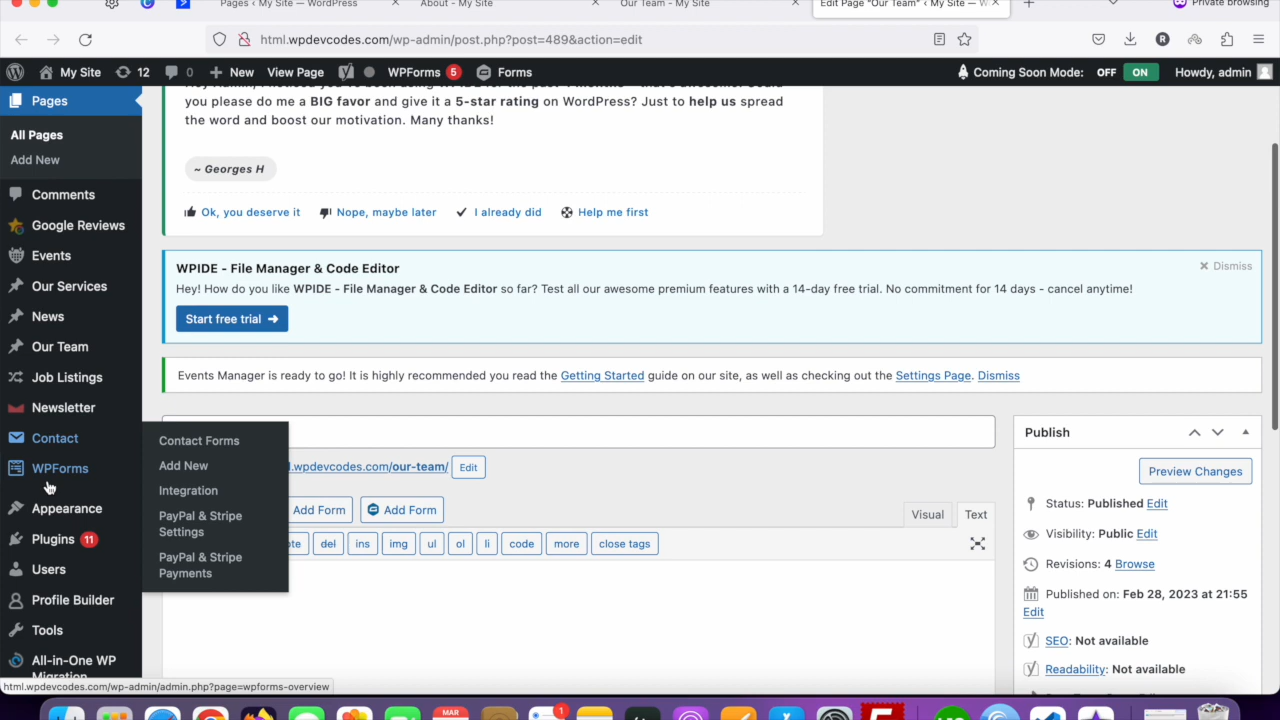 Pages ‹ My Site — WordPress
About - My Site
Our Team - My Site
Edit Page "Our Team" ‹ My Site — W
Private browsing
html.wpdevcodes.com/wp-admin/post.php?post=489&action=edit
My Site
12
0
New
View Page
WPForms
5
Forms
Coming Soon Mode:
OFF
ON
Howdy, admin
Pages
All Pages
Add New
Comments
Google Reviews
Events
Our Services
News
Our Team
Job Listings
Newsletter
Contact
WPForms
Appearance
Plugins 11
Users
Profile Builder
Tools
All-in-One WP
Migration
Contact Forms
Add New
Integration
PayPal & Stripe
Settings
PayPal & Stripe
Payments
you please do me a BIG favor and give it a 5-star rating on WordPress? Just to help us spread
the word and boost our motivation. Many thanks!
~ Georges H
Ok, you deserve it
Nope, maybe later
I already did
Help me first
WPIDE - File Manager & Code Editor
Dismiss
Hey! How do you like WPIDE - File Manager & Code Editor so far? Test all our awesome premium features with a 14-day free trial. No commitment for 14 days - cancel anytime!
Start free trial
Events Manager is ready to go! It is highly recommended you read the Getting Started guide on our site, as well as checking out the Settings Page. Dismiss
l.wpdevcodes.com/our-team/
Edit
Add Form
Add Form
Visual
Text
ote
del
ins
img
ul
ol
li
code
more
close tags
Publish
Preview Changes
Status: Published Edit
Visibility: Public Edit
Revisions: 4 Browse
Published on: Feb 28, 2023 at 21:55
Edit
SEO: Not available
Readability: Not available
html.wpdevcodes.com/wp-admin/admin.php?page=wpforms-overview
MAR
1